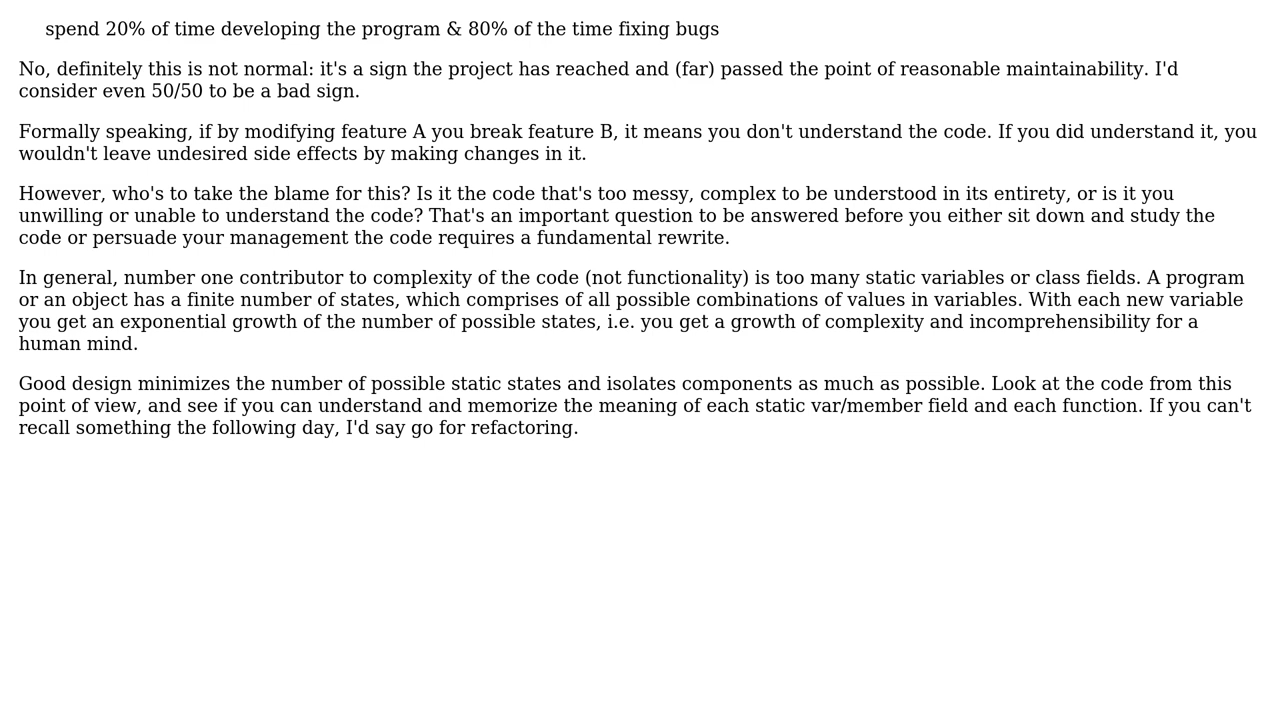 spend 20% of time developing the program & 80% of the time fixing bugs
No, definitely this is not normal: it's a sign the project has reached and (far) passed the point of reasonable maintainability. I'd
consider even 50/50 to be a bad sign.
Formally speaking, if by modifying feature A you break feature B, it means you don't understand the code. If you did understand it, you
wouldn't leave undesired side effects by making changes in it.
However, who's to take the blame for this? Is it the code that's too messy, complex to be understood in its entirety, or is it you
unwilling or unable to understand the code? That's an important question to be answered before you either sit down and study the
code or persuade your management the code requires a fundamental rewrite.
In general, number one contributor to complexity of the code (not functionality) is too many static variables or class fields. A program
or an object has a finite number of states, which comprises of all possible combinations of values in variables. With each new variable
you get an exponential growth of the number of possible states, i.e. you get a growth of complexity and incomprehensibility for a
human mind.
Good design minimizes the number of possible static states and isolates components as much as possible. Look at the code from this
point of view, and see if you can understand and memorize the meaning of each static var/member field and each function. If you can't
recall something the following day, I'd say go for refactoring.